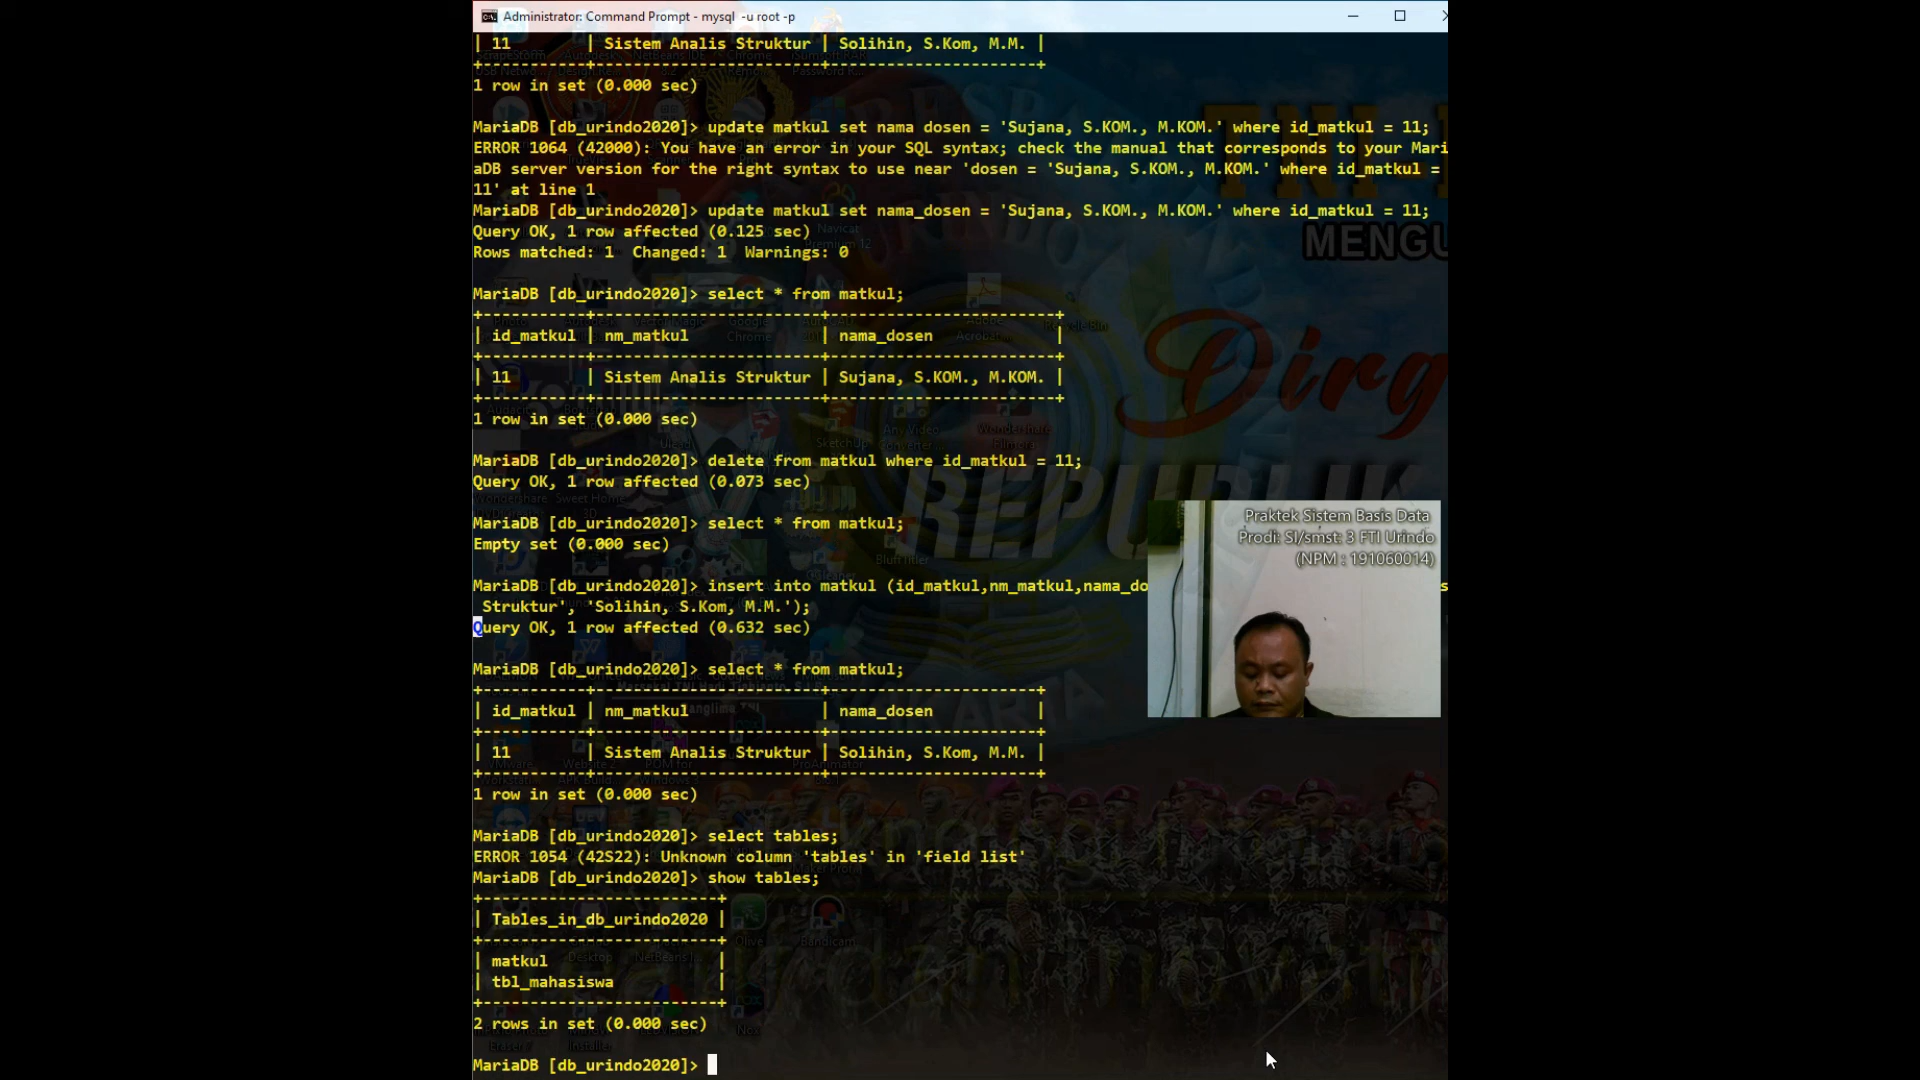 Administrator: Command Prompt - mysql -u root -p
| 11 | Sistem Analis Struktur | Solihin, S.Kom, M.M. |
+-----------+------------------------+----------------------+
1 row in set (0.000 sec)
MariaDB [db_urindo2020]> update matkul set nama dosen = 'Sujana, S.KOM., M.KOM.' where id_matkul = 11;
ERROR 1064 (42000): You have an error in your SQL syntax; check the manual that corresponds to your Mari
aDB server version for the right syntax to use near 'dosen = 'Sujana, S.KOM., M.KOM.' where id_matkul =
11' at line 1
MariaDB [db_urindo2020]> update matkul set nama_dosen = 'Sujana, S.KOM., M.KOM.' where id_matkul = 11;
Query OK, 1 row affected (0.125 sec)
Rows matched: 1 Changed: 1 Warnings: 0
MENGU
MariaDB [db_urindo2020]> select * from matkul;
+-----------+------------------------+------------------------+
| id_matkul | nm_matkul | nama_dosen |
+-----------+------------------------+------------------------+
| 11 | Sistem Analis Struktur | Sujana, S.KOM., M.KOM. |
+-----------+------------------------+------------------------+
1 row in set (0.000 sec)
Dirg
MariaDB [db_urindo2020]> delete from matkul where id_matkul = 11;
Query OK, 1 row affected (0.073 sec)
REPUBLIK
MariaDB [db_urindo2020]> select * from matkul;
Empty set (0.000 sec)
Praktek Sistem Basis Data
Prodi: SI/smst: 3 FTI Urindo
(NPM : 191060014)
MariaDB [db_urindo2020]> insert into matkul (id_matkul,nm_matkul,nama_do
Struktur', 'Solihin, S.Kom, M.M.');
Query OK, 1 row affected (0.632 sec)
MariaDB [db_urindo2020]> select * from matkul;
+-----------+------------------------+----------------------+
| id_matkul | nm_matkul | nama_dosen |
+-----------+------------------------+----------------------+
| 11 | Sistem Analis Struktur | Solihin, S.Kom, M.M. |
+-----------+------------------------+----------------------+
1 row in set (0.000 sec)
MariaDB [db_urindo2020]> select tables;
ERROR 1054 (42S22): Unknown column 'tables' in 'field list'
MariaDB [db_urindo2020]> show tables;
+-------------------------+
| Tables_in_db_urindo2020 |
+-------------------------+
| matkul |
| tbl_mahasiswa |
+-------------------------+
2 rows in set (0.000 sec)
MariaDB [db_urindo2020]>